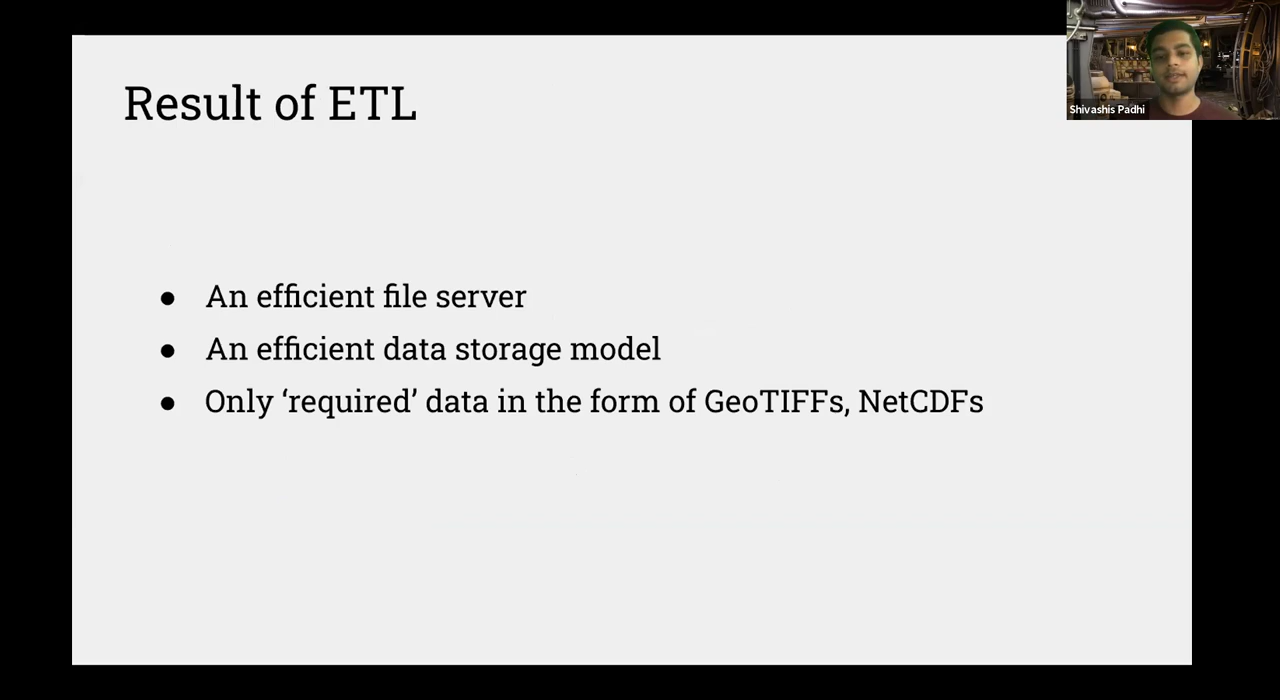 Result of ETL
Shivashis Padhi
● An efficient file server
● An efficient data storage model
● Only ‘required’ data in the form of GeoTIFFs, NetCDFs